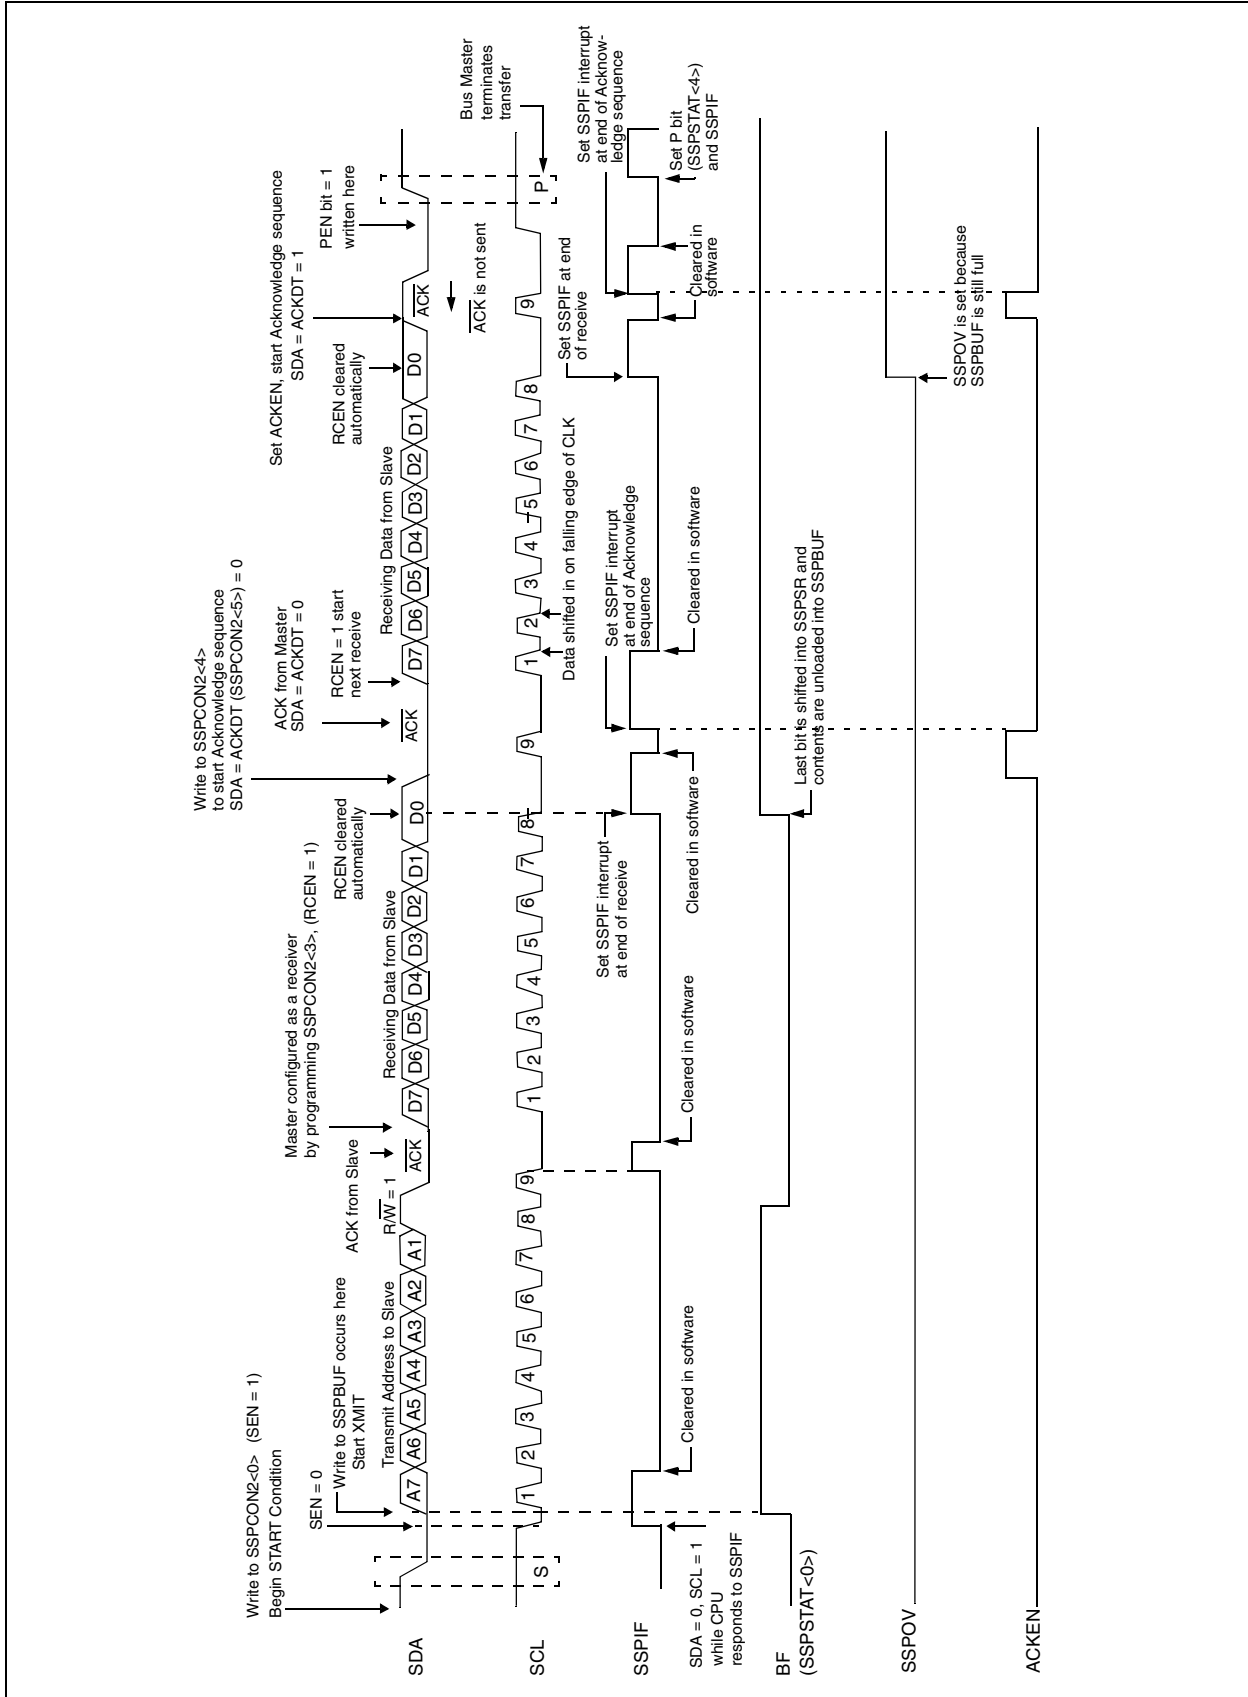 Write to SSPCON2<0> (SEN = 1)
Begin START Condition
SEN = 0
Write to SSPBUF occurs here
Start XMIT
Transmit Address to Slave
R/W = 1
ACK from Slave
Master configured as a receiver
by programming SSPCON2<3>, (RCEN = 1)
Receiving Data from Slave
RCEN cleared
automatically
Write to SSPCON2<4>
to start Acknowledge sequence
SDA = ACKDT (SSPCON2<5>) = 0
ACK from Master
SDA = ACKDT = 0
RCEN = 1 start
next receive
Receiving Data from Slave
RCEN cleared
automatically
Set ACKEN, start Acknowledge sequence
SDA = ACKDT = 1
PEN bit = 1
written here
SDA
A7 A6 A5 A4 A3 A2 A1
ACK
D7 D6 D5 D4 D3 D2 D1 D0
ACK
D7 D6 D5 D4 D3 D2 D1 D0
ACK
ACK is not sent
Bus Master
terminates
transfer
SCL
S
1 2 3 4 5 6 7 8 9
1 2 3 4 5 6 7 8
9
1 2 3 4 5 6 7 8
9
P
Data shifted in on falling edge of CLK
Set SSPIF interrupt
at end of receive
Set SSPIF interrupt
at end of Acknowledge
sequence
Set SSPIF at end
of receive
Set SSPIF interrupt
at end of Acknow-
ledge sequence
SSPIF
SDA = 0, SCL = 1
while CPU
responds to SSPIF
Cleared in software
Cleared in software
Cleared in software
Cleared in software
Cleared in
software
Set P bit
(SSPSTAT<4>)
and SSPIF
BF
(SSPSTAT<0>)
Last bit is shifted into SSPSR and
contents are unloaded into SSPBUF
SSPOV
SSPOV is set because
SSPBUF is still full
ACKEN